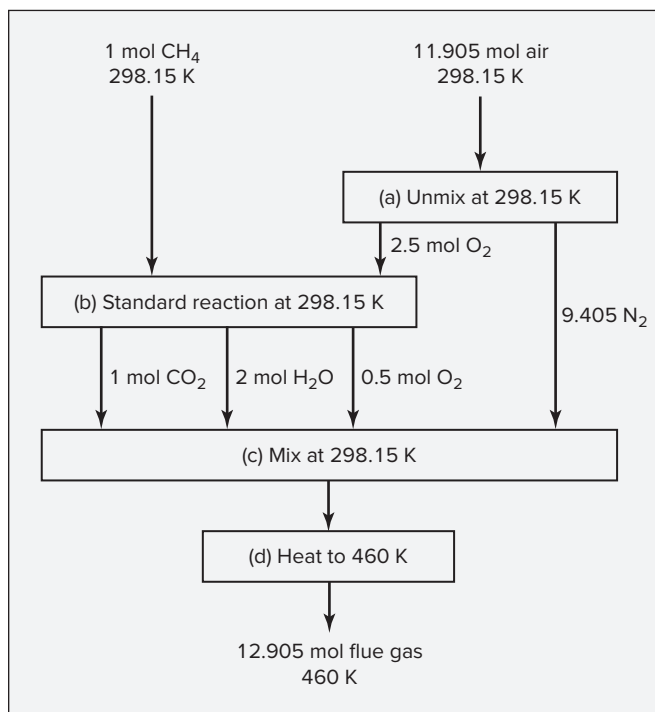 1 mol CH₄
298.15 K
11.905 mol air
298.15 K
(a) Unmix at 298.15 K
2.5 mol O₂
(b) Standard reaction at 298.15 K
9.405 N₂
1 mol CO₂
2 mol H₂O
0.5 mol O₂
(c) Mix at 298.15 K
(d) Heat to 460 K
12.905 mol flue gas
460 K